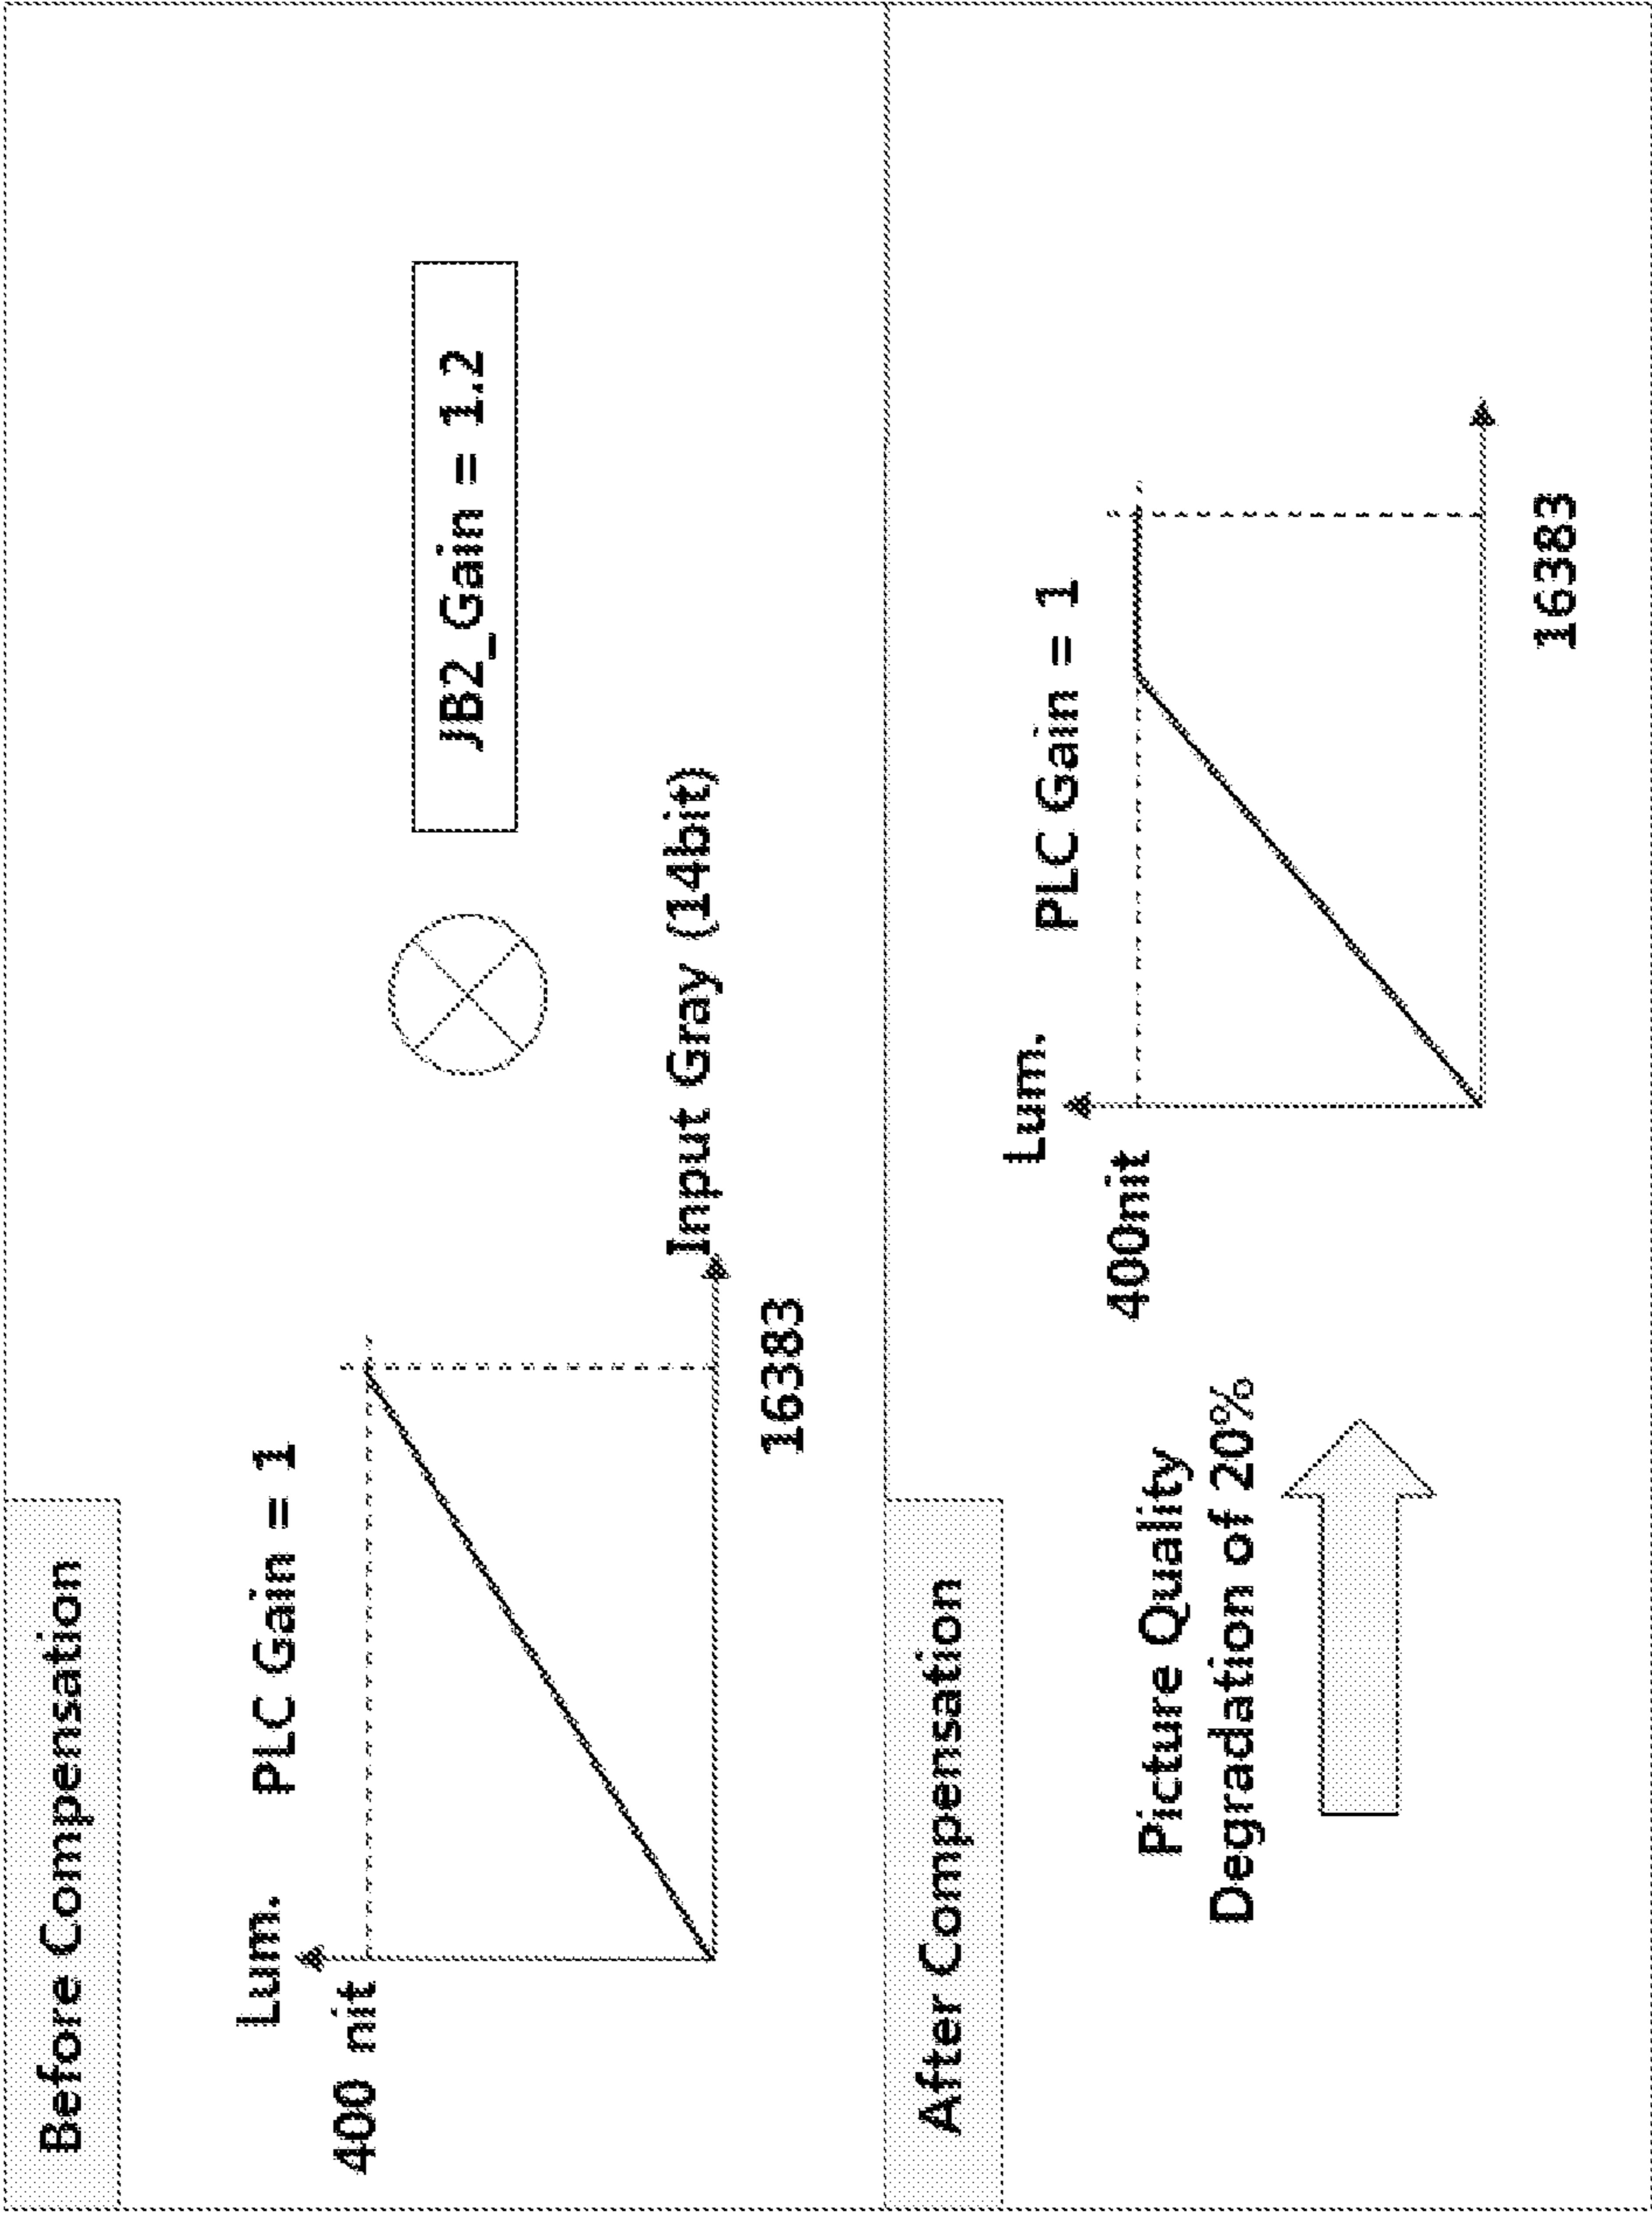 Before Compensation
Lum.
PLC Gain = 1
400 nit
JB2_Gain = 1.2
Input Gray (14bit)
16383
After Compensation
Lum.
PLC Gain = 1
400nit
Picture Quality
Degradation of 20%
16383